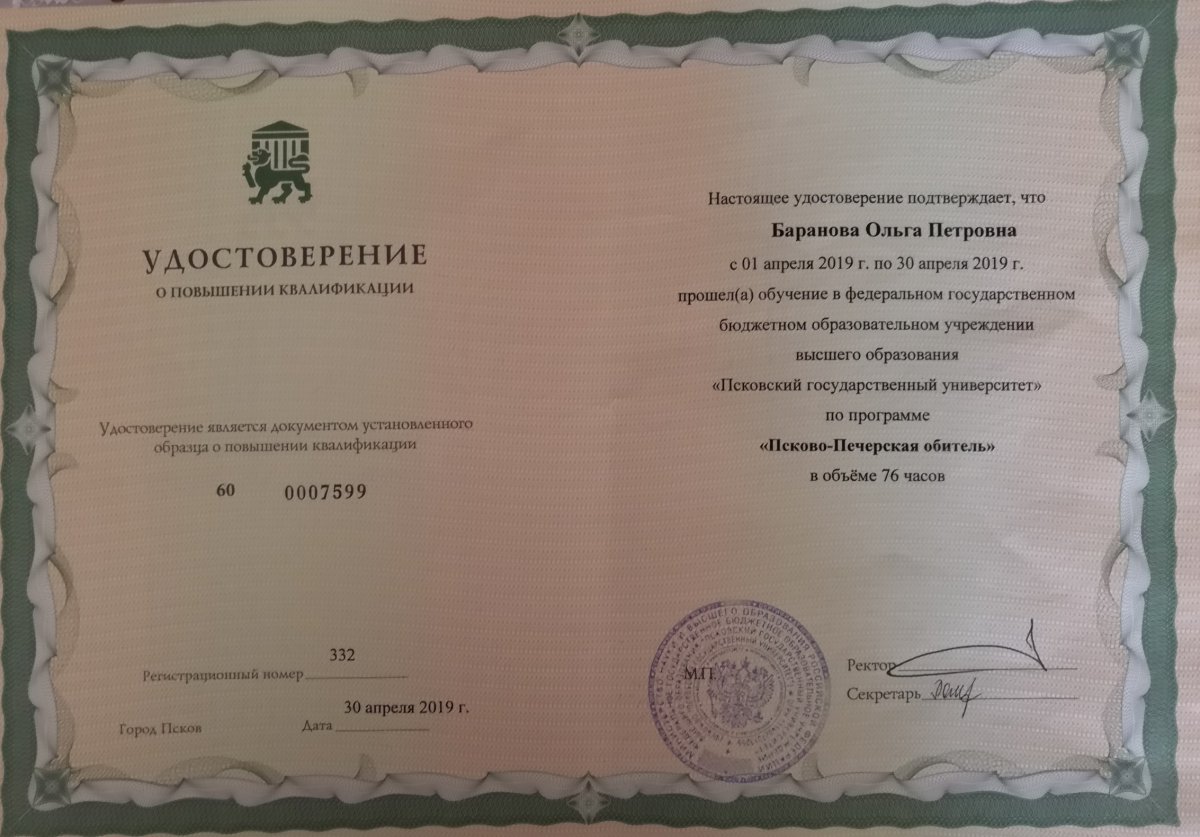 УДОСТОВЕРЕНИЕ
О ПОВЫШЕНИИ КВАЛИФИКАЦИИ
Удостоверение является документом установленного
образца о повышении квалификации
60 0007599
Регистрационный номер 332
Город Псков Дата 30 апреля 2019 г.
Настоящее удостоверение подтверждает, что
Баранова Ольга Петровна
с 01 апреля 2019 г. по 30 апреля 2019 г.
прошел(а) обучение в федеральном государственном
бюджетном образовательном учреждении
высшего образования
«Псковский государственный университет»
по программе
«Псково-Печерская обитель»
в объёме 76 часов
М.П.
Ректор
Секретарь